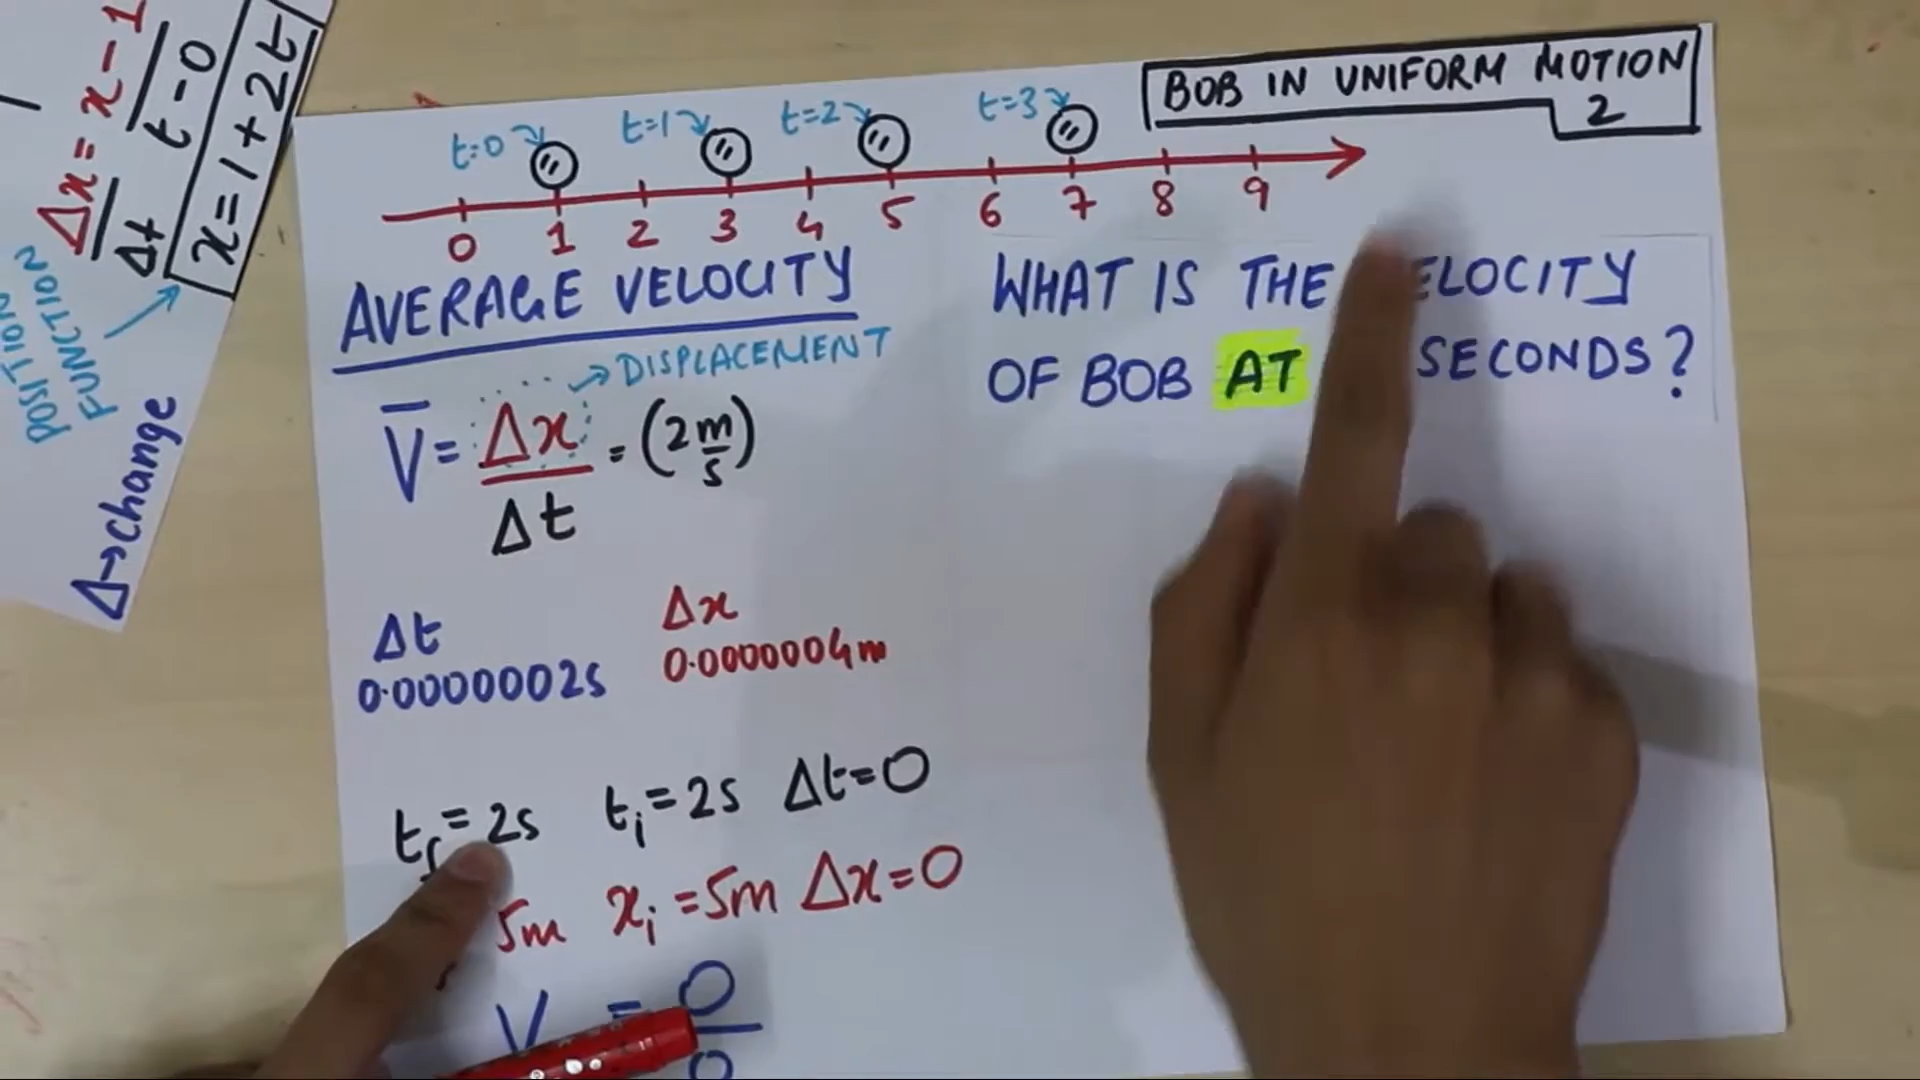 Δx = x - 1
Δt t - 0
x = 1 + 2t
POSITION
FUNCTION
Δ→change
BOB IN UNIFORM MOTION
2
t=0 t=1 t=2 t=3
0 1 2 3 4 5 6 7 8 9
AVERAGE VELOCITY
→ DISPLACEMENT
V̅ = Δx = (2 m/s)
Δt
Δt Δx
0.0000002s 0.0000004m
tf = 2s ti = 2s Δt = 0
5m xi = 5m Δx = 0
V = 0
0
WHAT IS THE ELOCITY
OF BOB AT SECONDS?